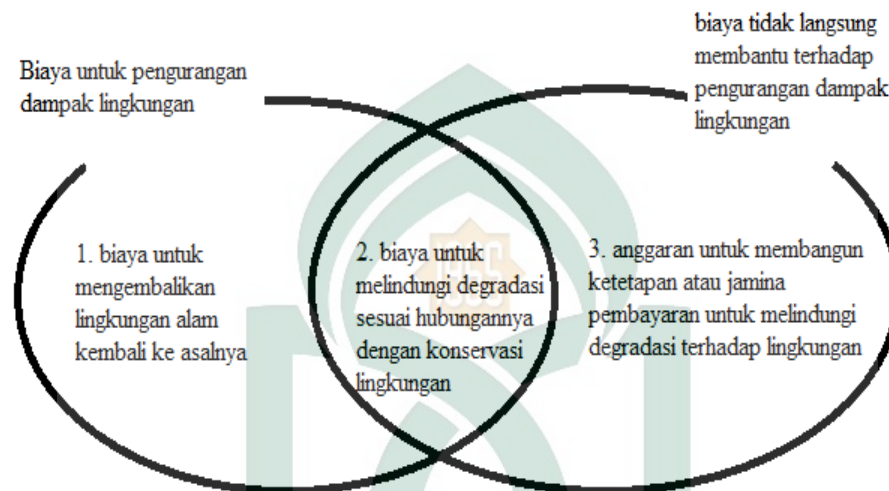 Biaya untuk pengurangan
dampak lingkungan
biaya tidak langsung
membantu terhadap
pengurangan dampak
lingkungan
1. biaya untuk
mengembalikan
lingkungan alam
kembali ke asalnya
2. biaya untuk
melindungi degradasi
sesuai hubungannya
dengan konservasi
lingkungan
3. anggaran untuk membangun
ketetapan atau jamina
pembayaran untuk melindungi
degradasi terhadap lingkungan
1965